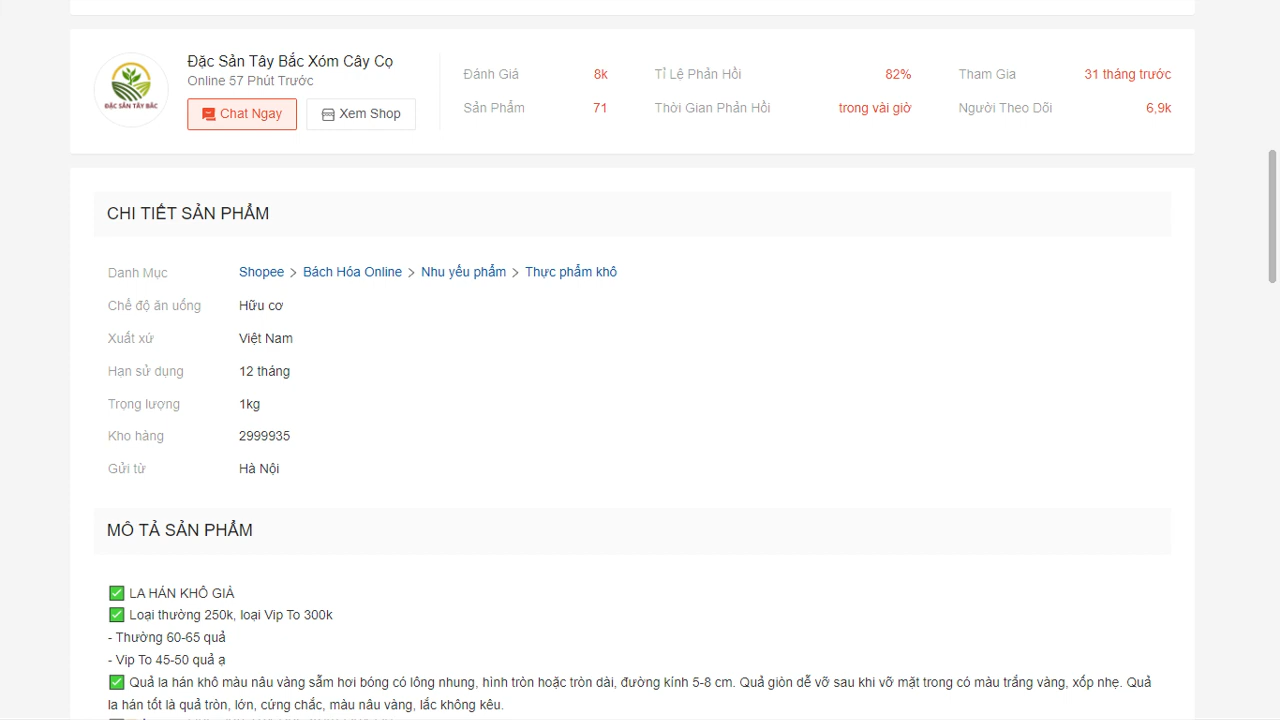 Đặc Sản Tây Bắc Xóm Cây Cọ
Online 57 Phút Trước
ĐẶC SẢN TÂY BẮC
Chat Ngay
Xem Shop
Đánh Giá 8k
Tỉ Lệ Phản Hồi 82%
Tham Gia 31 tháng trước
Sản Phẩm 71
Thời Gian Phản Hồi trong vài giờ
Người Theo Dõi 6,9k
CHI TIẾT SẢN PHẨM
Danh Mục Shopee > Bách Hóa Online > Nhu yếu phẩm > Thực phẩm khô
Chế độ ăn uống Hữu cơ
Xuất xứ Việt Nam
Hạn sử dụng 12 tháng
Trọng lượng 1kg
Kho hàng 2999935
Gửi từ Hà Nội
MÔ TẢ SẢN PHẨM
✅ LA HÁN KHÔ GIÁ
✅ Loại thường 250k, loại Vip To 300k
- Thường 60-65 quả
- Vip To 45-50 quả ạ
✅ Quả la hán khô màu nâu vàng sẫm hơi bóng có lông nhung, hình tròn hoặc tròn dài, đường kính 5-8 cm. Quả giòn dễ vỡ sau khi vỡ mặt trong có màu trắng vàng, xốp nhẹ. Quả
la hán tốt là quả tròn, lớn, cứng chắc, màu nâu vàng, lắc không kêu.